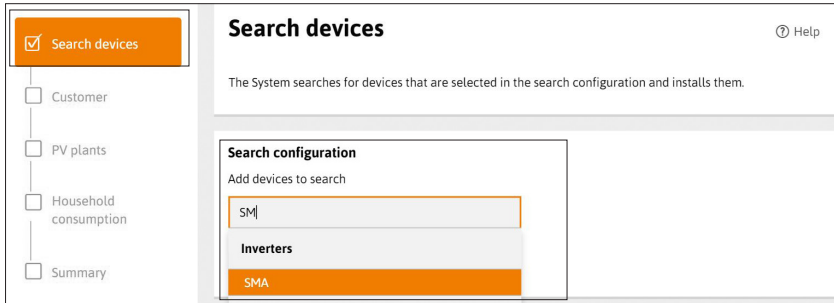 Search devices
Customer
PV plants
Household
consumption
Summary
Search devices
Help
The System searches for devices that are selected in the search configuration and installs them.
Search configuration
Add devices to search
SM
Inverters
SMA